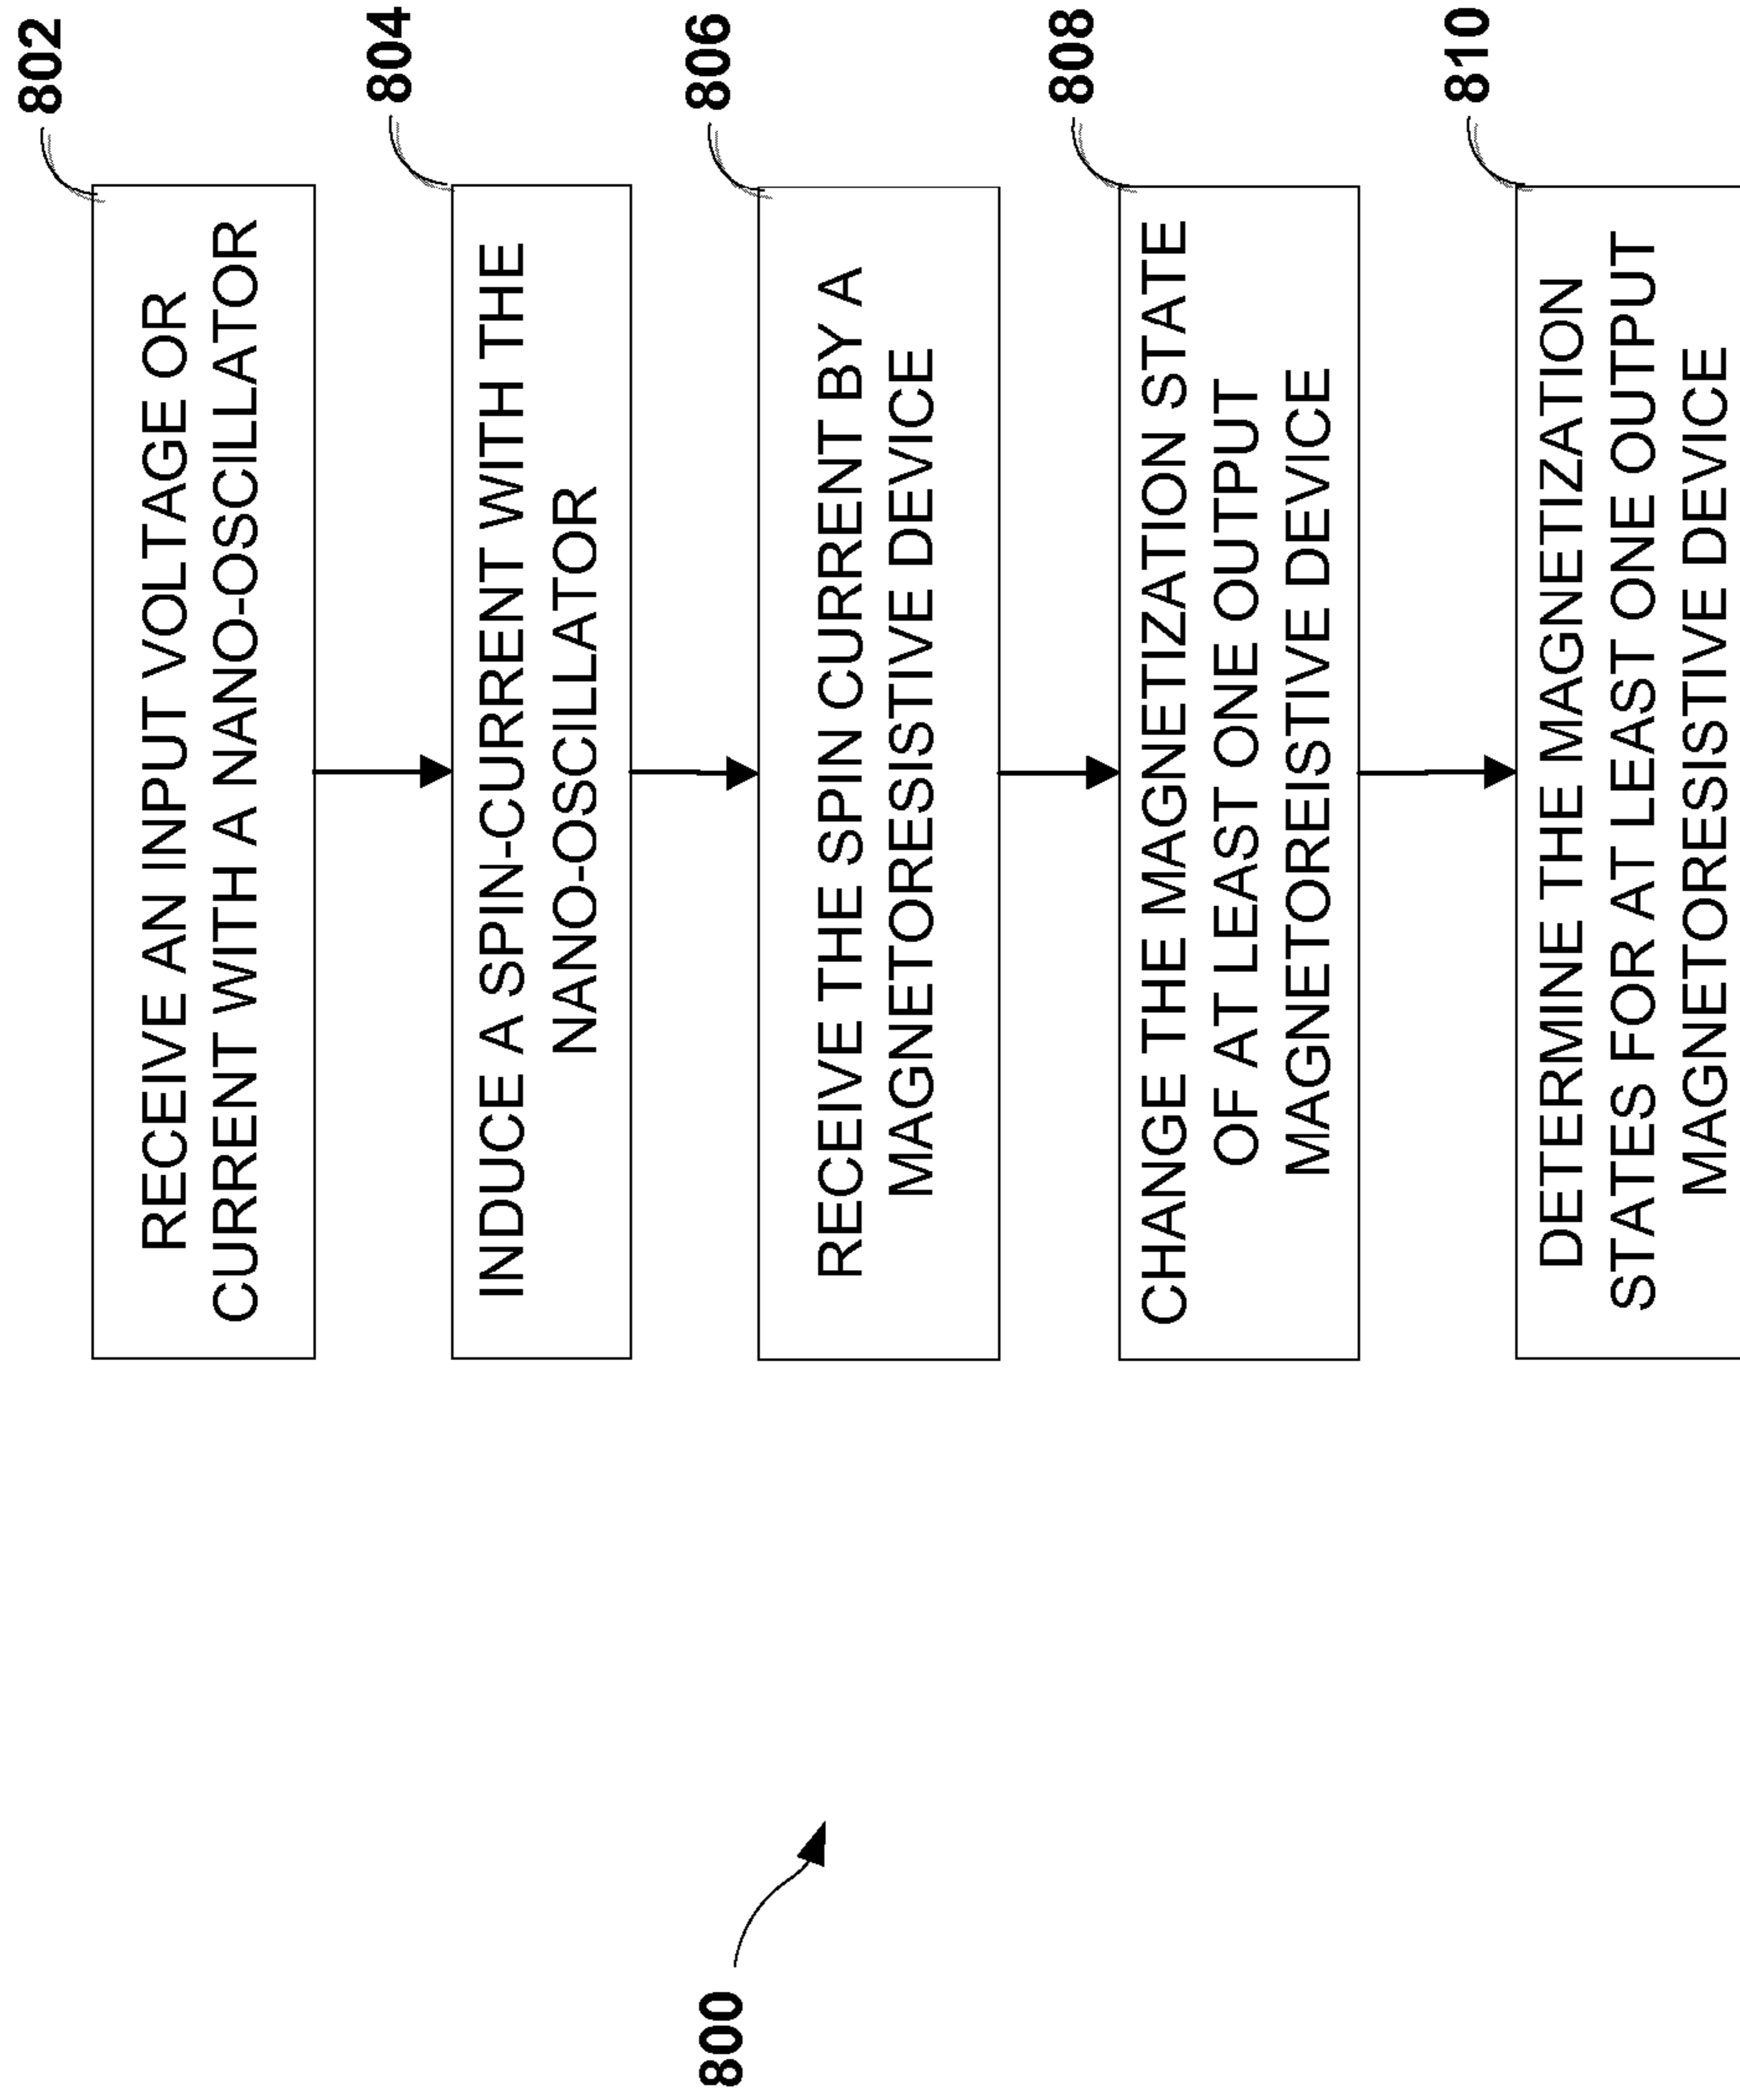 800
802
RECEIVE AN INPUT VOLTAGE OR
CURRENT WITH A NANO-OSCILLATOR
804
INDUCE A SPIN-CURRENT WITH THE
NANO-OSCILLATOR
806
RECEIVE THE SPIN CURRENT BY A
MAGNETORESISTIVE DEVICE
808
CHANGE THE MAGNETIZATION STATE
OF AT LEAST ONE OUTPUT
MAGNETOREISTIVE DEVICE
810
DETERMINE THE MAGNETIZATION
STATES FOR AT LEAST ONE OUTPUT
MAGNETORESISTIVE DEVICE